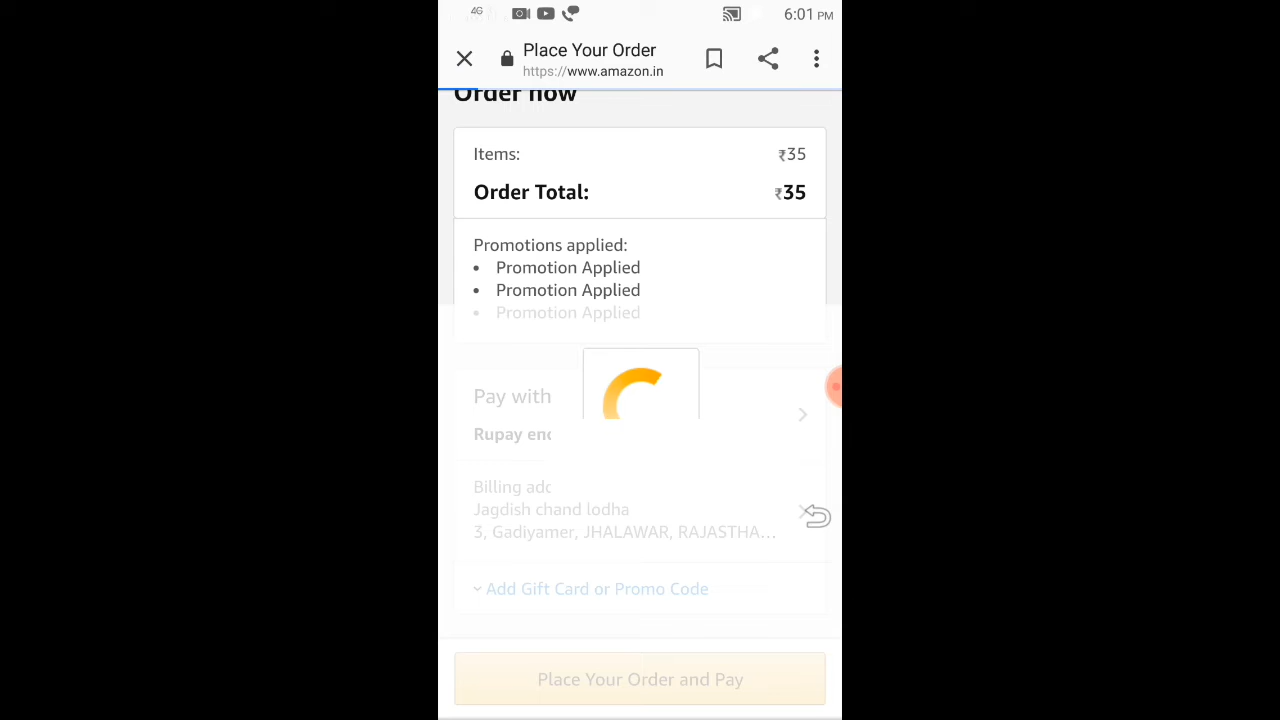 4G
6:01 PM
Place Your Order
https://www.amazon.in
Order now
Items: ₹35
Order Total: ₹35
Promotions applied:
• Promotion Applied
• Promotion Applied
• Promotion Applied
Pay with
Rupay
Billing
Jagdish chand lodha
3, Gadiyamer, JHALAWAR, RAJASTHA...
Add Gift Card or Promo Code
Place Your Order and Pay